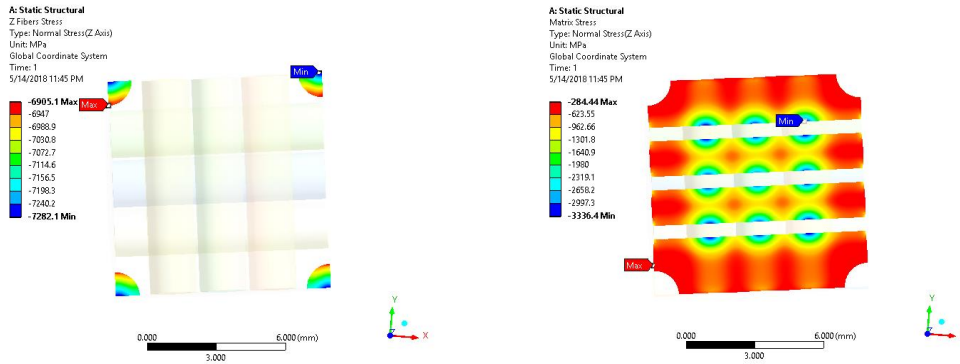 A: Static Structural
Z Fibers Stress
Type: Normal Stress(Z Axis)
Unit: MPa
Global Coordinate System
Time: 1
5/14/2018 11:45 PM
-6905.1 Max
-6947
-6988.9
-7030.8
-7072.7
-7114.6
-7156.5
-7198.3
-7240.2
-7282.1 Min
Max
Min
0.000
6.000 (mm)
3.000
Y
X
A: Static Structural
Matrix Stress
Type: Normal Stress(Z Axis)
Unit: MPa
Global Coordinate System
Time: 1
5/14/2018 11:45 PM
-284.44 Max
-623.55
-962.66
-1301.8
-1640.9
-1980
-2319.1
-2658.2
-2997.3
-3336.4 Min
Min
Max
0.000
6.000 (mm)
3.000
Y